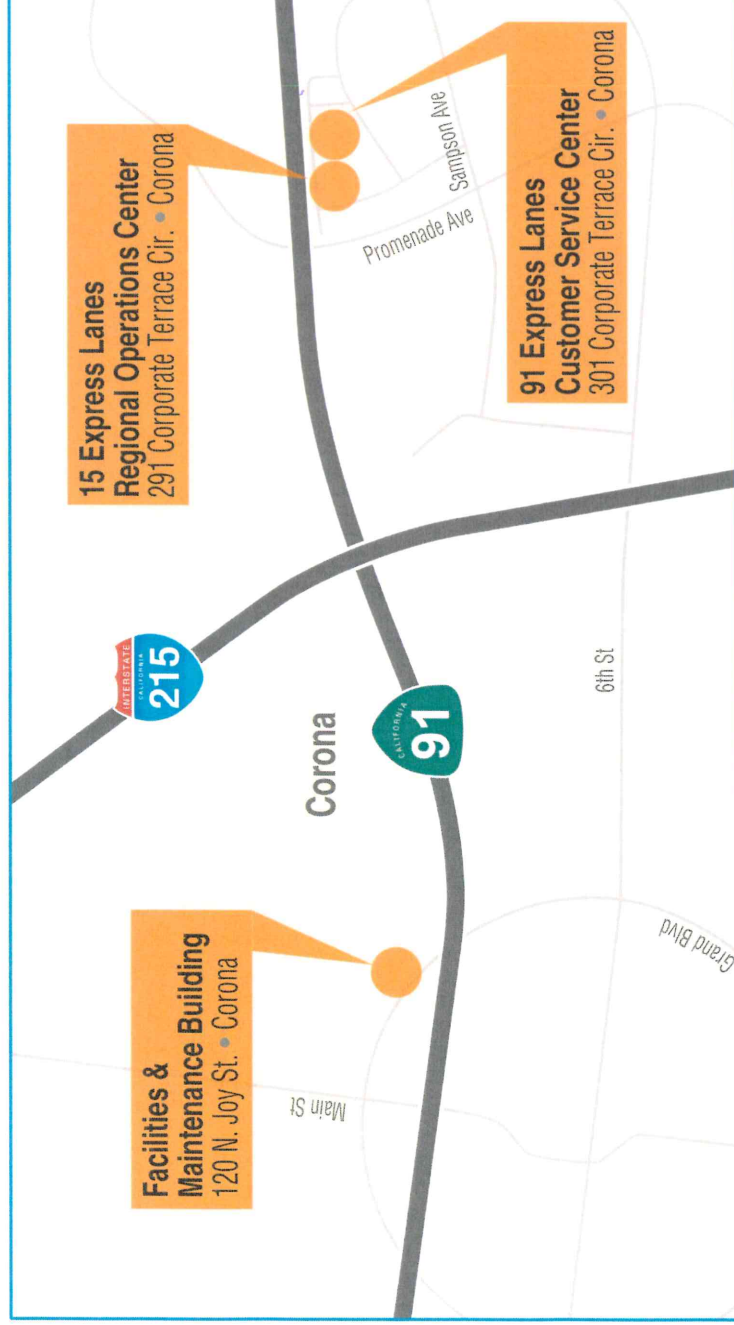 15 Express Lanes
Regional Operations Center
291 Corporate Terrace Cir. • Corona
INTERSTATE
CALIFORNIA
215
Facilities &
Maintenance Building
120 N. Joy St. • Corona
Main St
Corona
CALIFORNIA
91
Promenade Ave
Sampson Ave
91 Express Lanes
Customer Service Center
301 Corporate Terrace Cir. • Corona
6th St
Grand Blvd